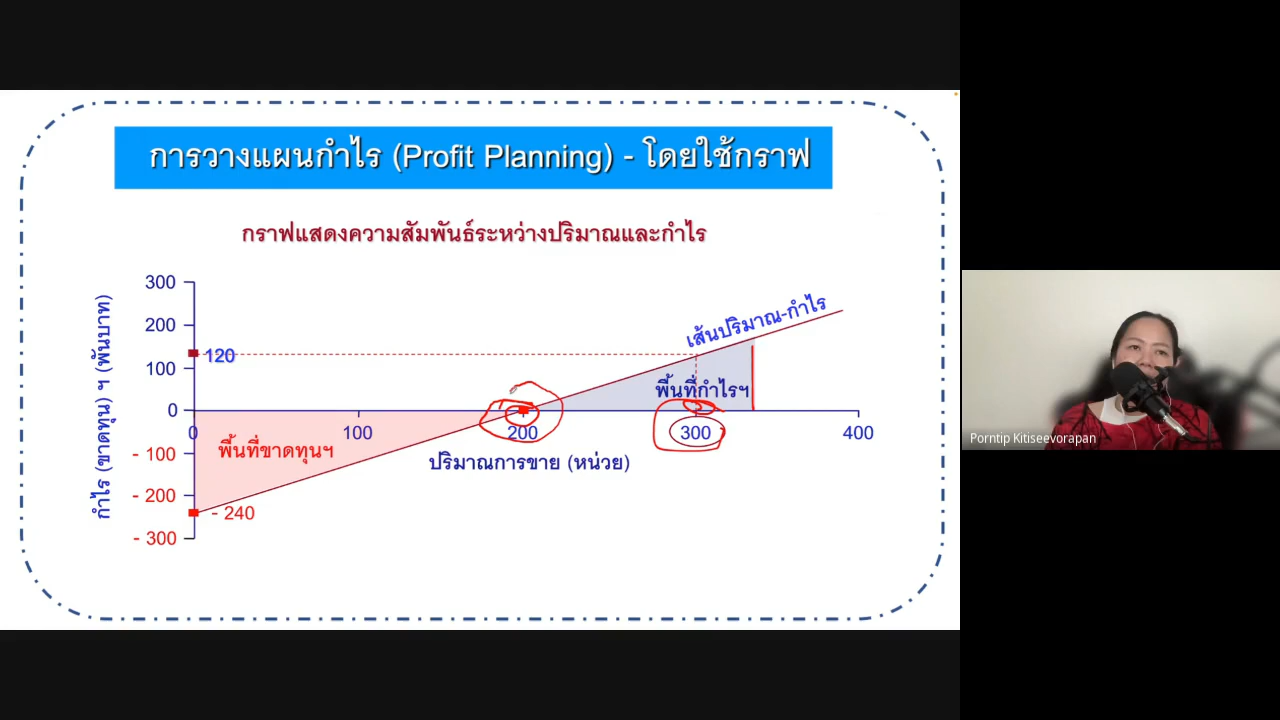 การวางแผนกำไร (Profit Planning) - โดยใช้กราฟ
กราฟแสดงความสัมพันธ์ระหว่างปริมาณและกำไร
กำไร (ขาดทุน) ฯ (พันบาท)
300
200
120
100
0
- 100
- 200
- 240
- 300
เส้นปริมาณ-กำไร
พื้นที่กำไรฯ
พื้นที่ขาดทุนฯ
0 100 200 300 400
ปริมาณการขาย (หน่วย)
Porntip Kitiseevorapan